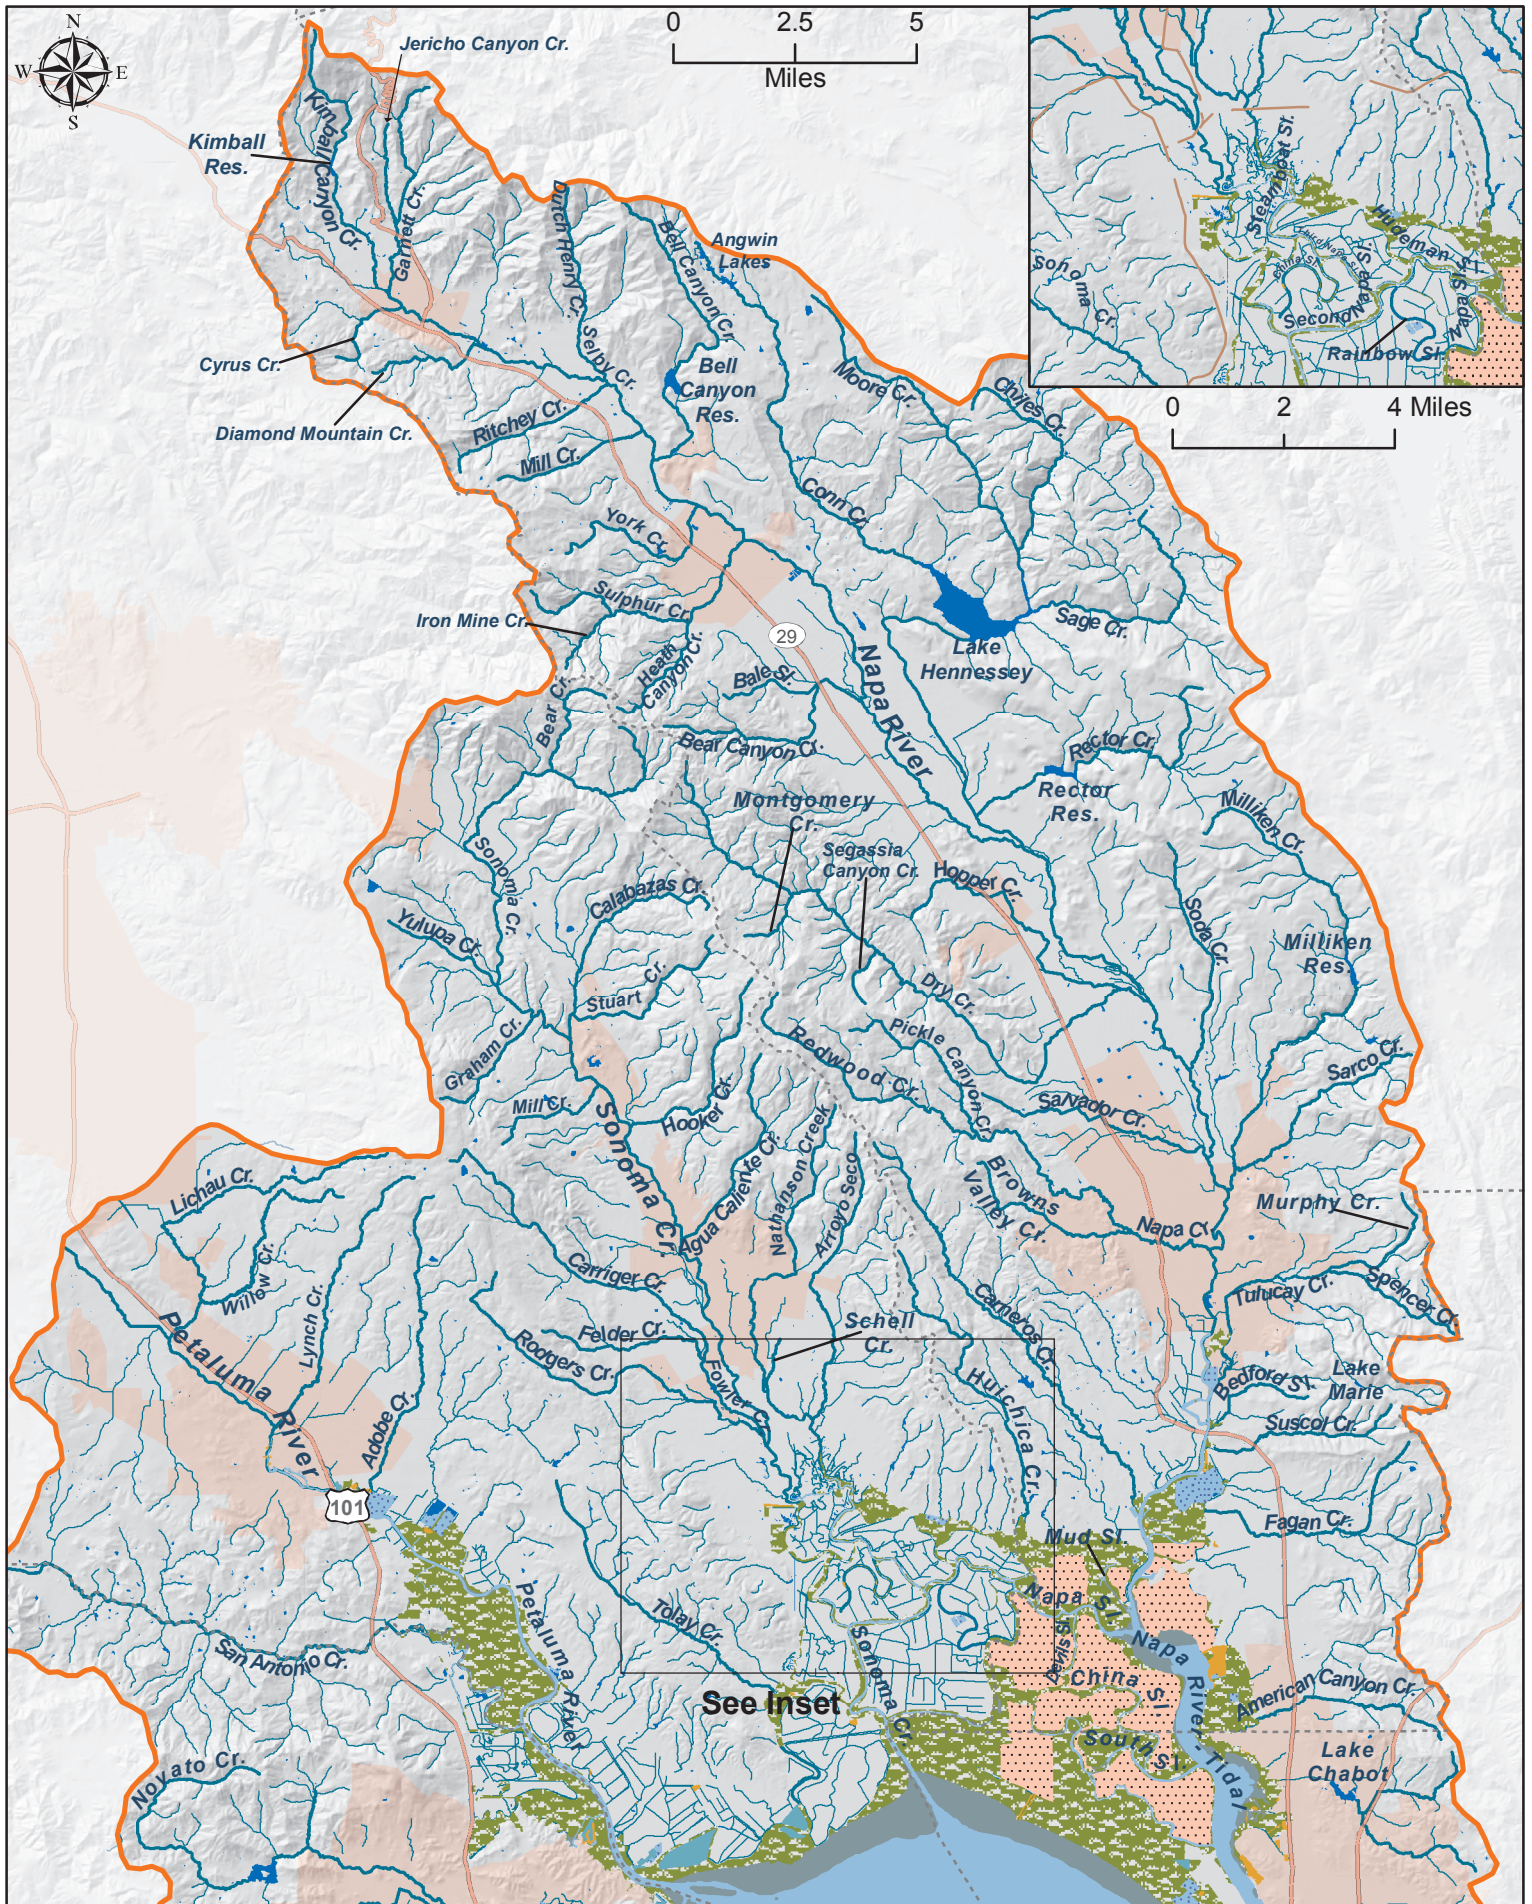 N
W
E
S
0 2.5 5
Miles
Jericho Canyon Cr.
Kimball
Res.
Kimball Canyon Cr.
Garnett Cr.
Dutch Henry Cr.
Bell Canyon Cr.
Angwin
Lakes
Steamboat Sl.
Hudeman Sl.
Third Napa Sl.
China Sl.
Second Napa Sl.
Napa Sl.
Rainbow Sl.
Sonoma Cr.
0 2 4 Miles
Cyrus Cr.
Diamond Mountain Cr.
Selby Cr.
Bell
Canyon
Res.
Moore Cr.
Chiles Cr.
Ritchey Cr.
Mill Cr.
Conn Cr.
York Cr.
Sulphur Cr.
Iron Mine Cr.
29
Sage Cr.
Lake
Hennessey
Heath
Canyon Cr.
Bale Sl.
Napa River
Bear Cr.
Bear Canyon Cr.
Rector Cr.
Rector
Res.
Montgomery
Cr.
Milliken Cr.
Segassia
Canyon Cr.
Hopper Cr.
Sonoma Cr.
Calabazas Cr.
Yulupa Cr.
Soda Cr.
Milliken
Res.
Stuart Cr.
Dry Cr.
Graham Cr.
Pickle Canyon Cr.
Redwood Cr.
Sarco Cr.
Mill Cr.
Sonoma Cr.
Hooker Cr.
Salvador Cr.
Agua Caliente Cr.
Nathanson Creek
Arroyo Seco
Browns
Valley Cr.
Lichau Cr.
Murphy Cr.
Napa Cr.
Willow Cr.
Carriger Cr.
Carneros Cr.
Tulucay Cr.
Spencer Cr.
Lynch Cr.
Petaluma
River
Felder Cr.
Schell
Cr.
Rodgers Cr.
Fowler Cr.
Huichica Cr.
Bedford Sl.
Lake
Marie
Suscol Cr.
Adobe Cr.
101
Fagan Cr.
Mud Sl.
Napa Sl.
Petaluma River
Tolay Cr.
Sonoma Cr.
Devils Sl.
Napa River - Tidal
San Antonio Cr.
China Sl.
American Canyon Cr.
See Inset
South Sl.
Lake
Chabot
Novato Cr.